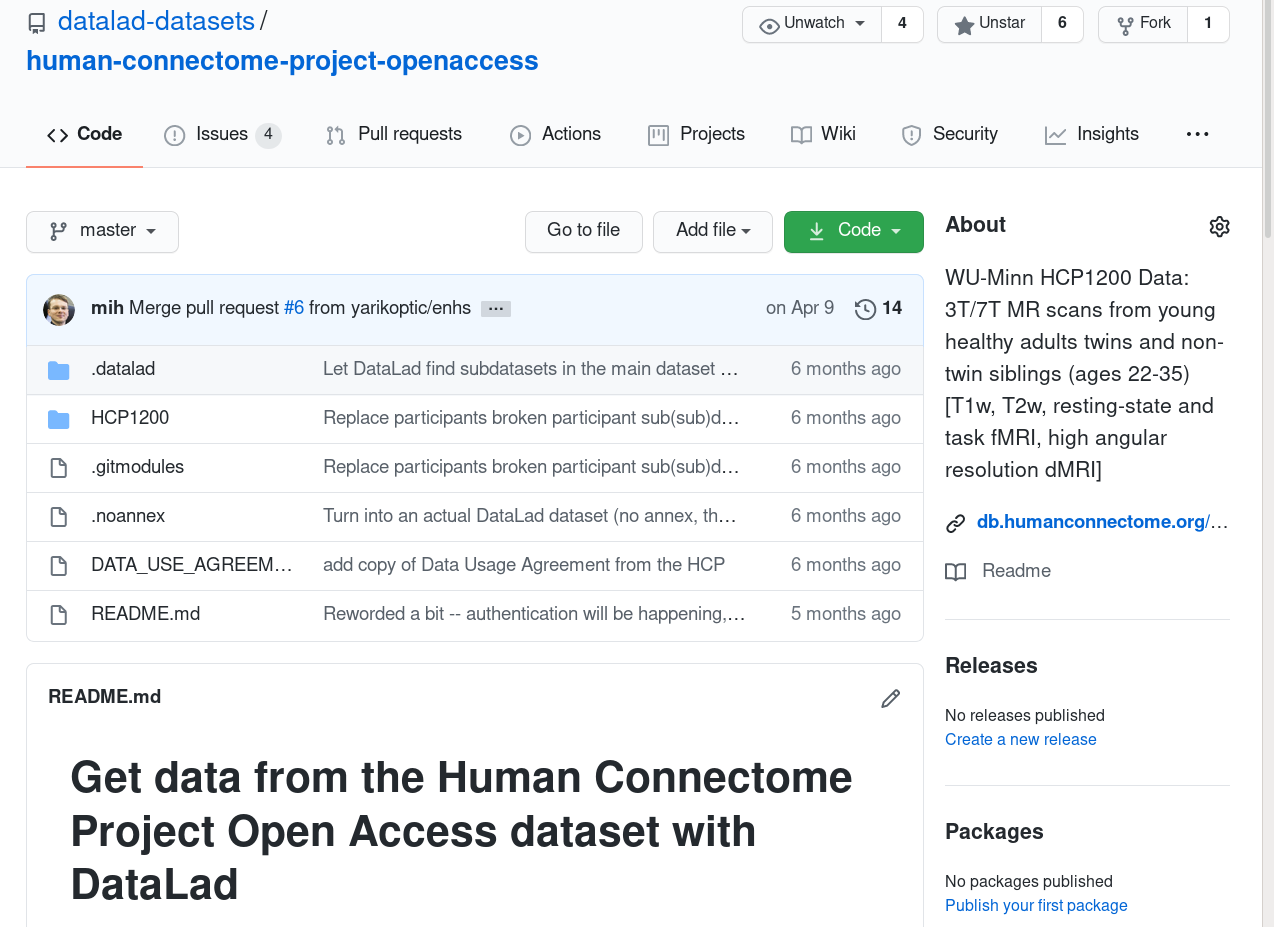 datalad-datasets /
Unwatch 4
Unstar 6
Fork 1
human-connectome-project-openaccess
Code
Issues 4
Pull requests
Actions
Projects
Wiki
Security
Insights
master
Go to file
Add file
Code
mih Merge pull request #6 from yarikoptic/enhs ... on Apr 9 14
.datalad Let DataLad find subdatasets in the main dataset … 6 months ago
HCP1200 Replace participants broken participant sub(sub)d… 6 months ago
.gitmodules Replace participants broken participant sub(sub)d… 6 months ago
.noannex Turn into an actual DataLad dataset (no annex, th… 6 months ago
DATA_USE_AGREEM… add copy of Data Usage Agreement from the HCP 6 months ago
README.md Reworded a bit -- authentication will be happening,… 5 months ago
README.md
Get data from the Human Connectome
Project Open Access dataset with
DataLad
About
WU-Minn HCP1200 Data:
3T/7T MR scans from young
healthy adults twins and non-
twin siblings (ages 22-35)
[T1w, T2w, resting-state and
task fMRI, high angular
resolution dMRI]
db.humanconnectome.org/…
Readme
Releases
No releases published
Create a new release
Packages
No packages published
Publish your first package